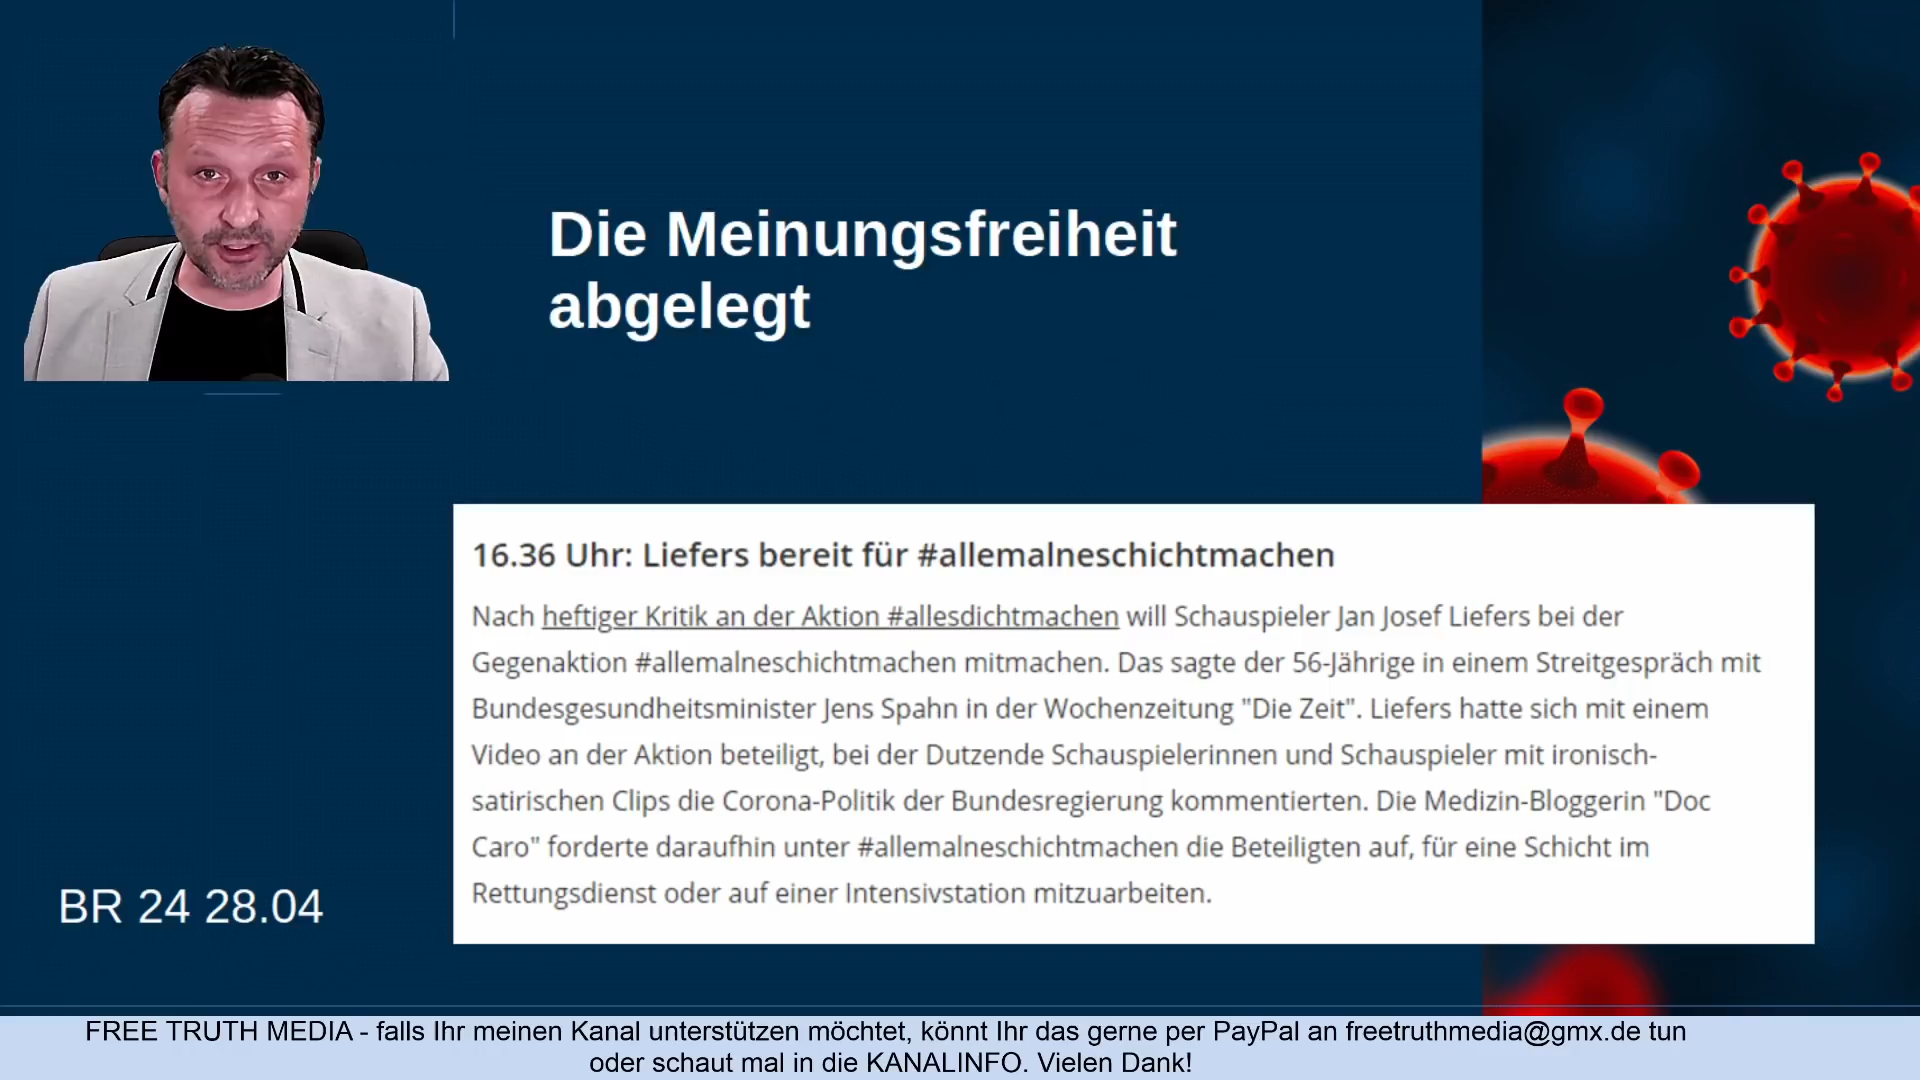 Die Meinungsfreiheit
abgelegt
16.36 Uhr: Liefers bereit für #allemalneschichtmachen
Nach heftiger Kritik an der Aktion #allesdichtmachen will Schauspieler Jan Josef Liefers bei der
Gegenaktion #allemalneschichtmachen mitmachen. Das sagte der 56-Jährige in einem Streitgespräch mit
Bundesgesundheitsminister Jens Spahn in der Wochenzeitung "Die Zeit". Liefers hatte sich mit einem
Video an der Aktion beteiligt, bei der Dutzende Schauspielerinnen und Schauspieler mit ironisch-
satirischen Clips die Corona-Politik der Bundesregierung kommentierten. Die Medizin-Bloggerin "Doc
Caro" forderte daraufhin unter #allemalneschichtmachen die Beteiligten auf, für eine Schicht im
Rettungsdienst oder auf einer Intensivstation mitzuarbeiten.
BR 24 28.04
FREE TRUTH MEDIA - falls Ihr meinen Kanal unterstützen möchtet, könnt Ihr das gerne per PayPal an freetruthmedia@gmx.de tun
oder schaut mal in die KANALINFO. Vielen Dank!